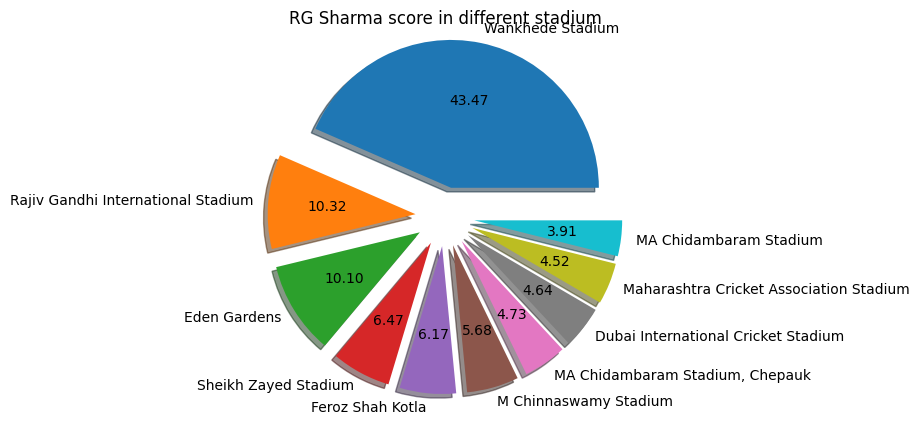 RG Sharma score in different stadium
Wankhede Stadium
43.47
Rajiv Gandhi International Stadium
10.32
Eden Gardens
10.10
Sheikh Zayed Stadium
6.47
Feroz Shah Kotla
6.17
M Chinnaswamy Stadium
5.68
MA Chidambaram Stadium, Chepauk
4.73
Dubai International Cricket Stadium
4.64
Maharashtra Cricket Association Stadium
4.52
MA Chidambaram Stadium
3.91